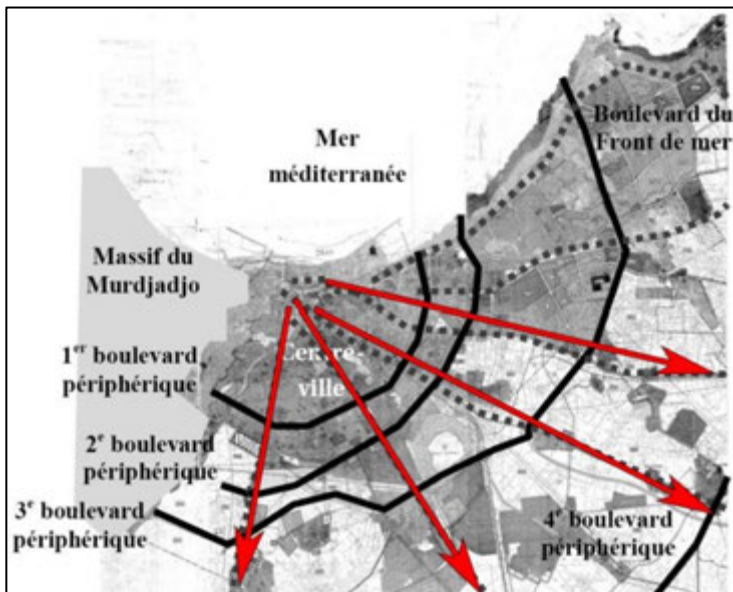 Mer
méditerranée
Boulevard du
Front de mer
Massif du
Murdjadjo
1er boulevard
périphérique
Centre-
ville
2e boulevard
périphérique
3e boulevard
périphérique
4e boulevard
périphérique